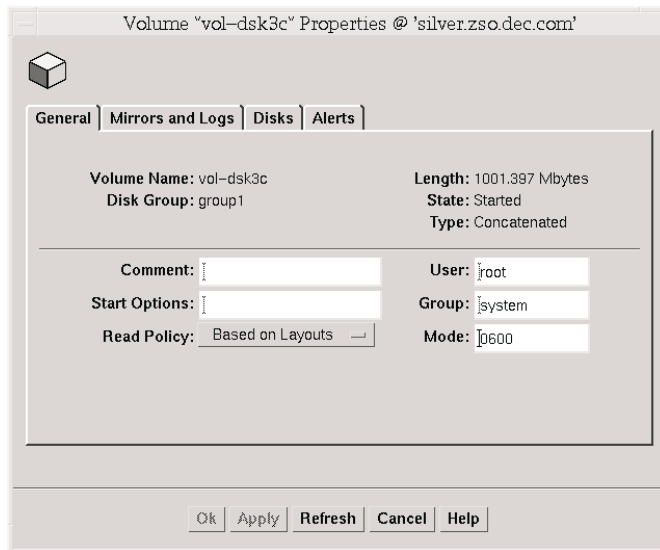 Volume "vol-dsk3c" Properties @ 'silver.zso.dec.com'
General Mirrors and Logs Disks Alerts
Volume Name: vol-dsk3c Length: 1001.397 Mbytes
Disk Group: group1 State: Started
Type: Concatenated
Comment: User: root
Start Options: Group: system
Read Policy: Based on Layouts Mode: 0600
Ok Apply Refresh Cancel Help